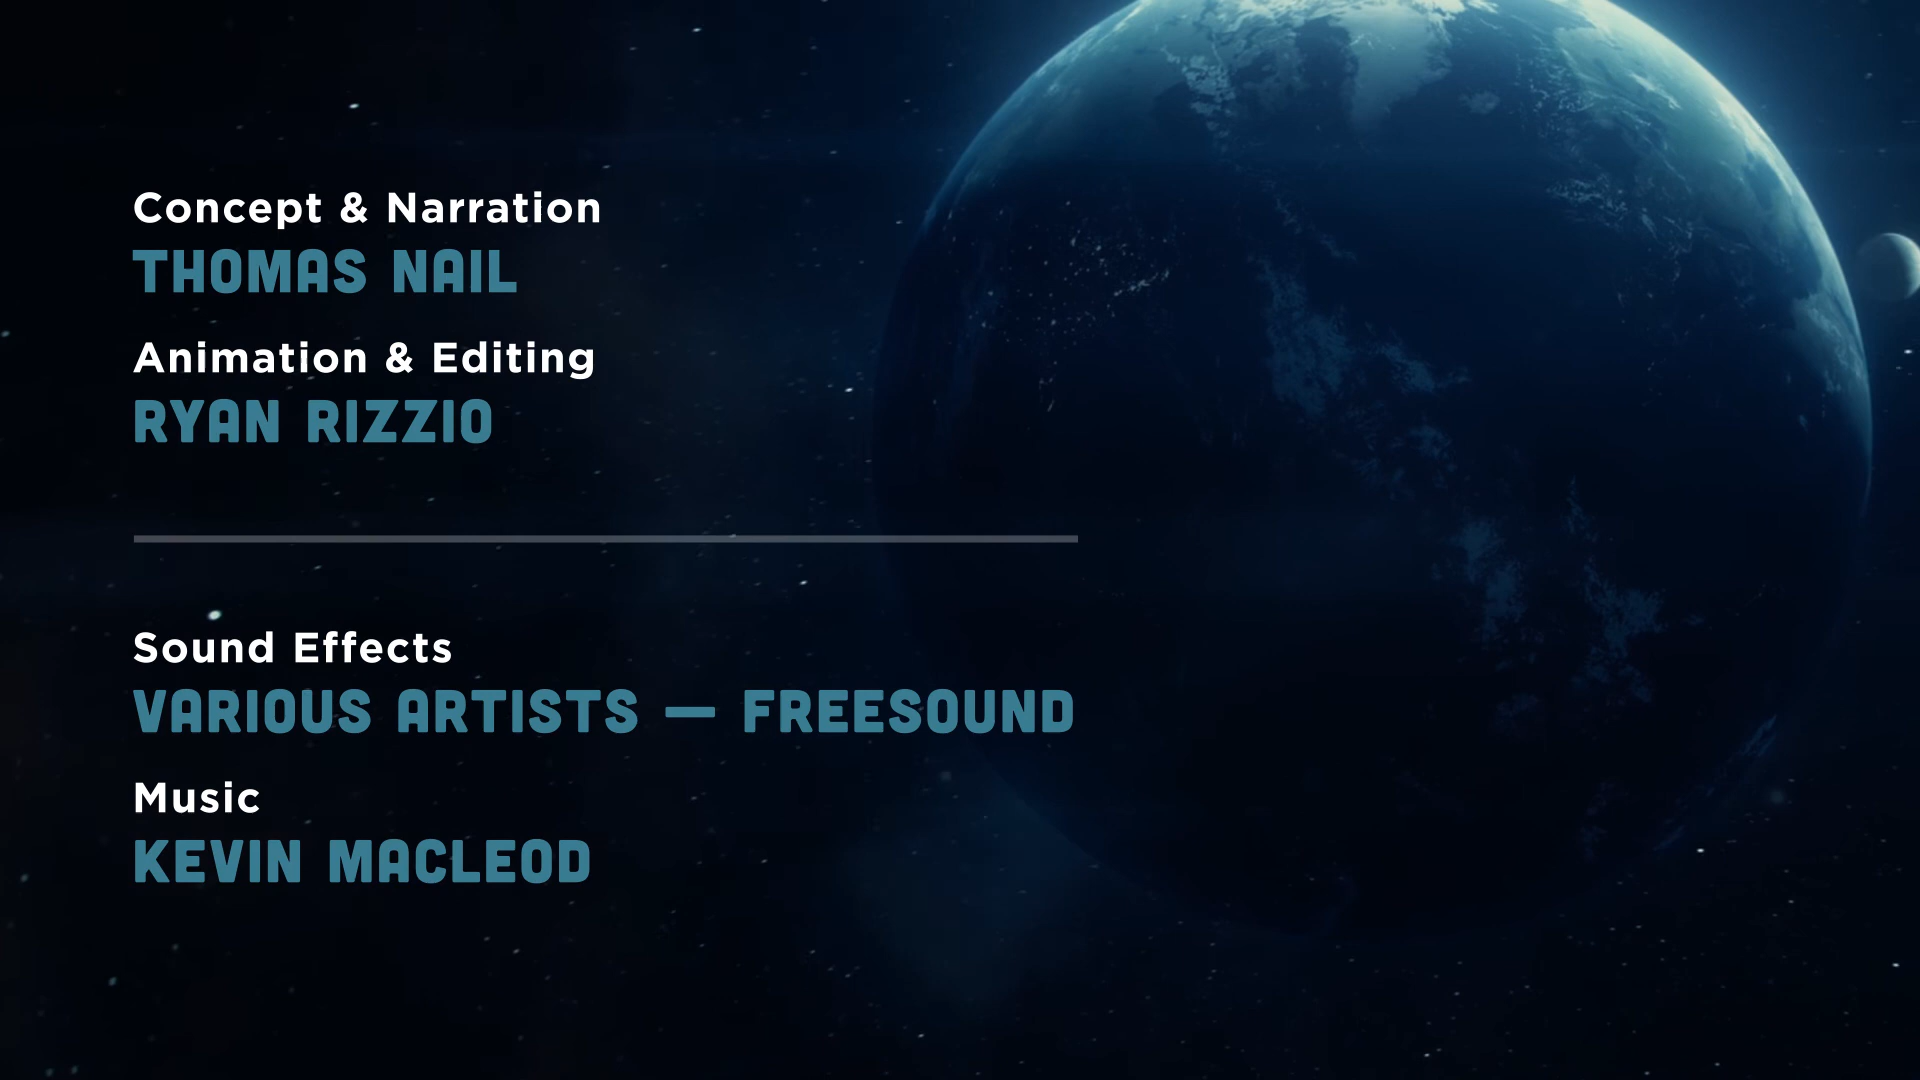 Concept & Narration
THOMAS NAIL
Animation & Editing
RYAN RIZZIO
Sound Effects
VARIOUS ARTISTS — FREESOUND
Music
KEVIN MACLEOD